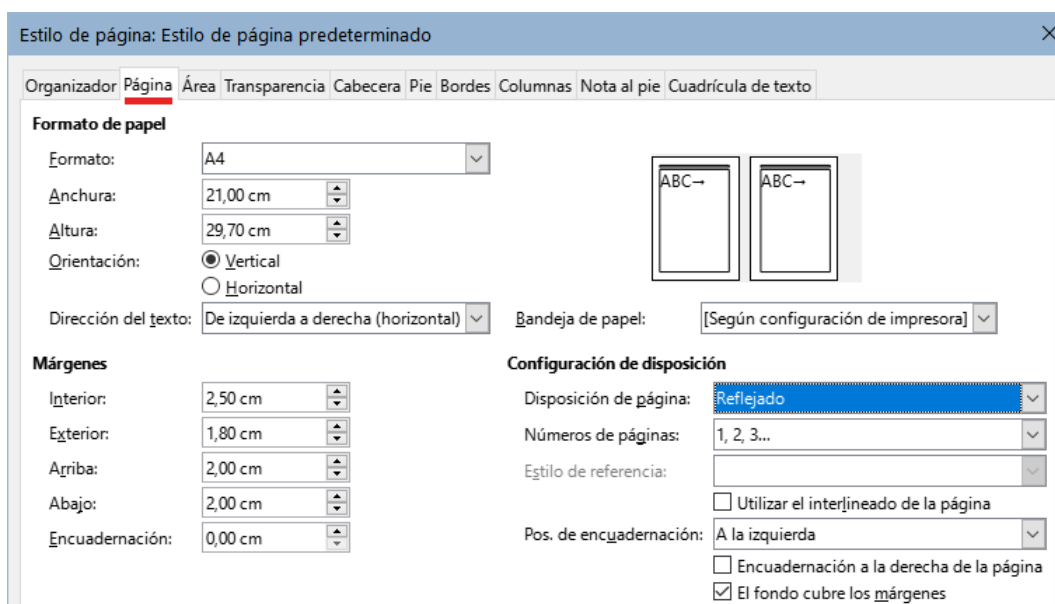 Estilo de página: Estilo de página predeterminado
Organizador Página Área Transparencia Cabecera Pie Bordes Columnas Nota al pie Cuadrícula de texto
Formato de papel
Formato: A4
Anchura: 21,00 cm
Altura: 29,70 cm
Orientación: Vertical
Horizontal
ABC→ ABC→
Dirección del texto: De izquierda a derecha (horizontal) Bandeja de papel: [Según configuración de impresora]
Márgenes
Interior: 2,50 cm
Exterior: 1,80 cm
Arriba: 2,00 cm
Abajo: 2,00 cm
Encuadernación: 0,00 cm
Configuración de disposición
Disposición de página: Reflejado
Números de páginas: 1, 2, 3...
Estilo de referencia:
Utilizar el interlineado de la página
Pos. de encuadernación: A la izquierda
Encuadernación a la derecha de la página
El fondo cubre los márgenes